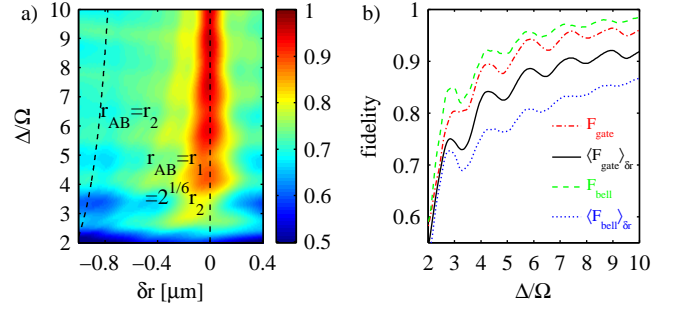 a)
10
9
8
7
6
5
4
3
2
Δ/Ω
r_AB=r_2
r_AB=r_1
=2^{1/6}r_2
−0.8
−0.4
0
0.4
δr [μm]
1
0.9
0.8
0.7
0.6
0.5
b)
1
0.9
0.8
0.7
0.6
fidelity
F_gate
⟨F_gate⟩_δr
F_bell
⟨F_bell⟩_δr
2 3 4 5 6 7 8 9 10
Δ/Ω